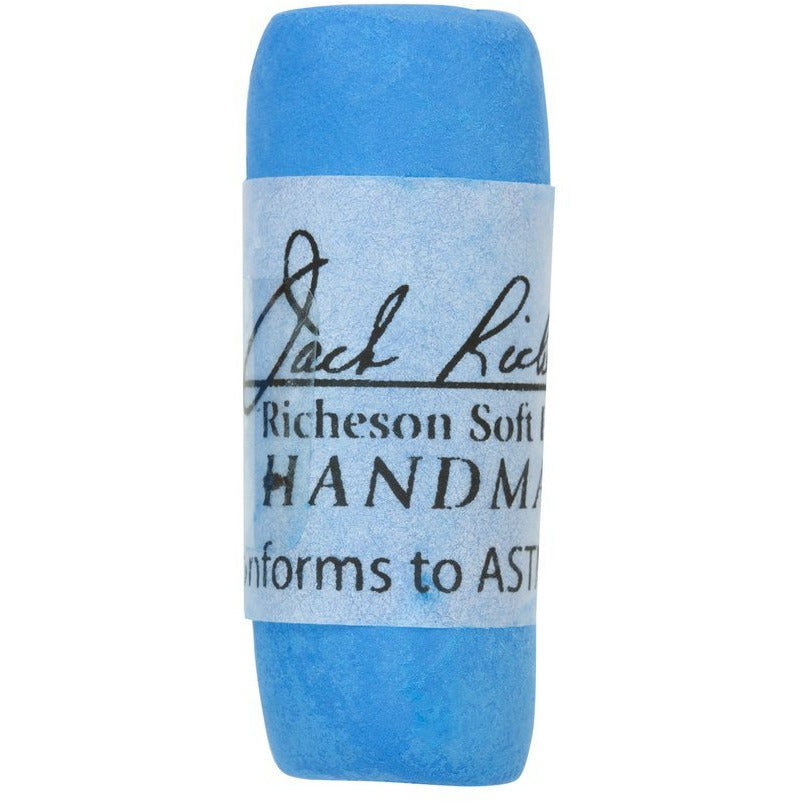 Jack Rich
Richeson Soft
HANDMA
onforms to AST